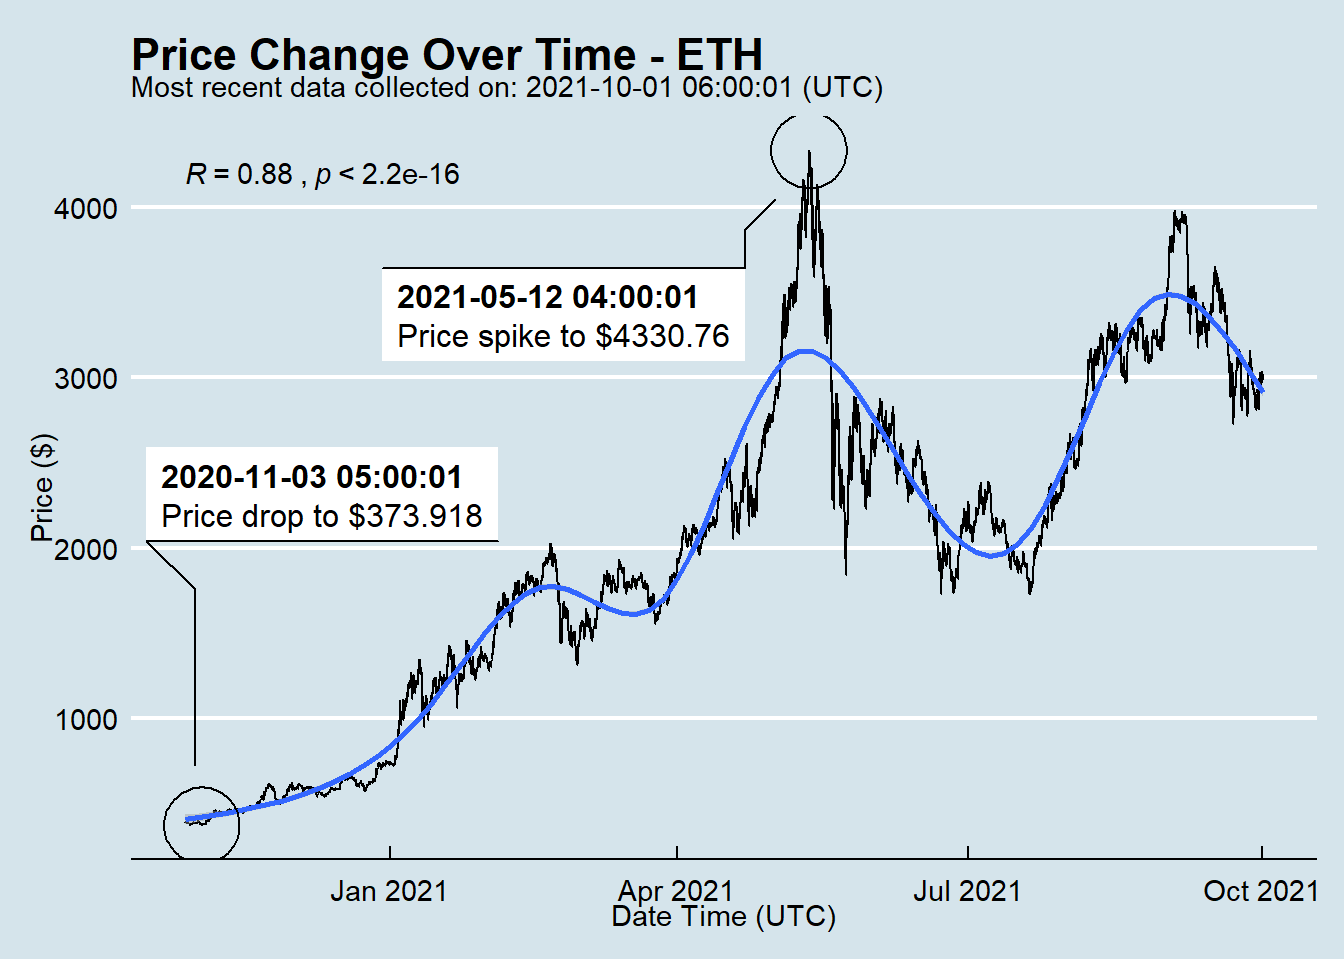 Price Change Over Time - ETH
Most recent data collected on: 2021-10-01 06:00:01 (UTC)
R = 0.88 , p < 2.2e-16
4000
2021-05-12 04:00:01
Price spike to $4330.76
3000
2020-11-03 05:00:01
Price drop to $373.918
Price ($)
2000
1000
Jan 2021 Apr 2021 Jul 2021 Oct 2021
Date Time (UTC)